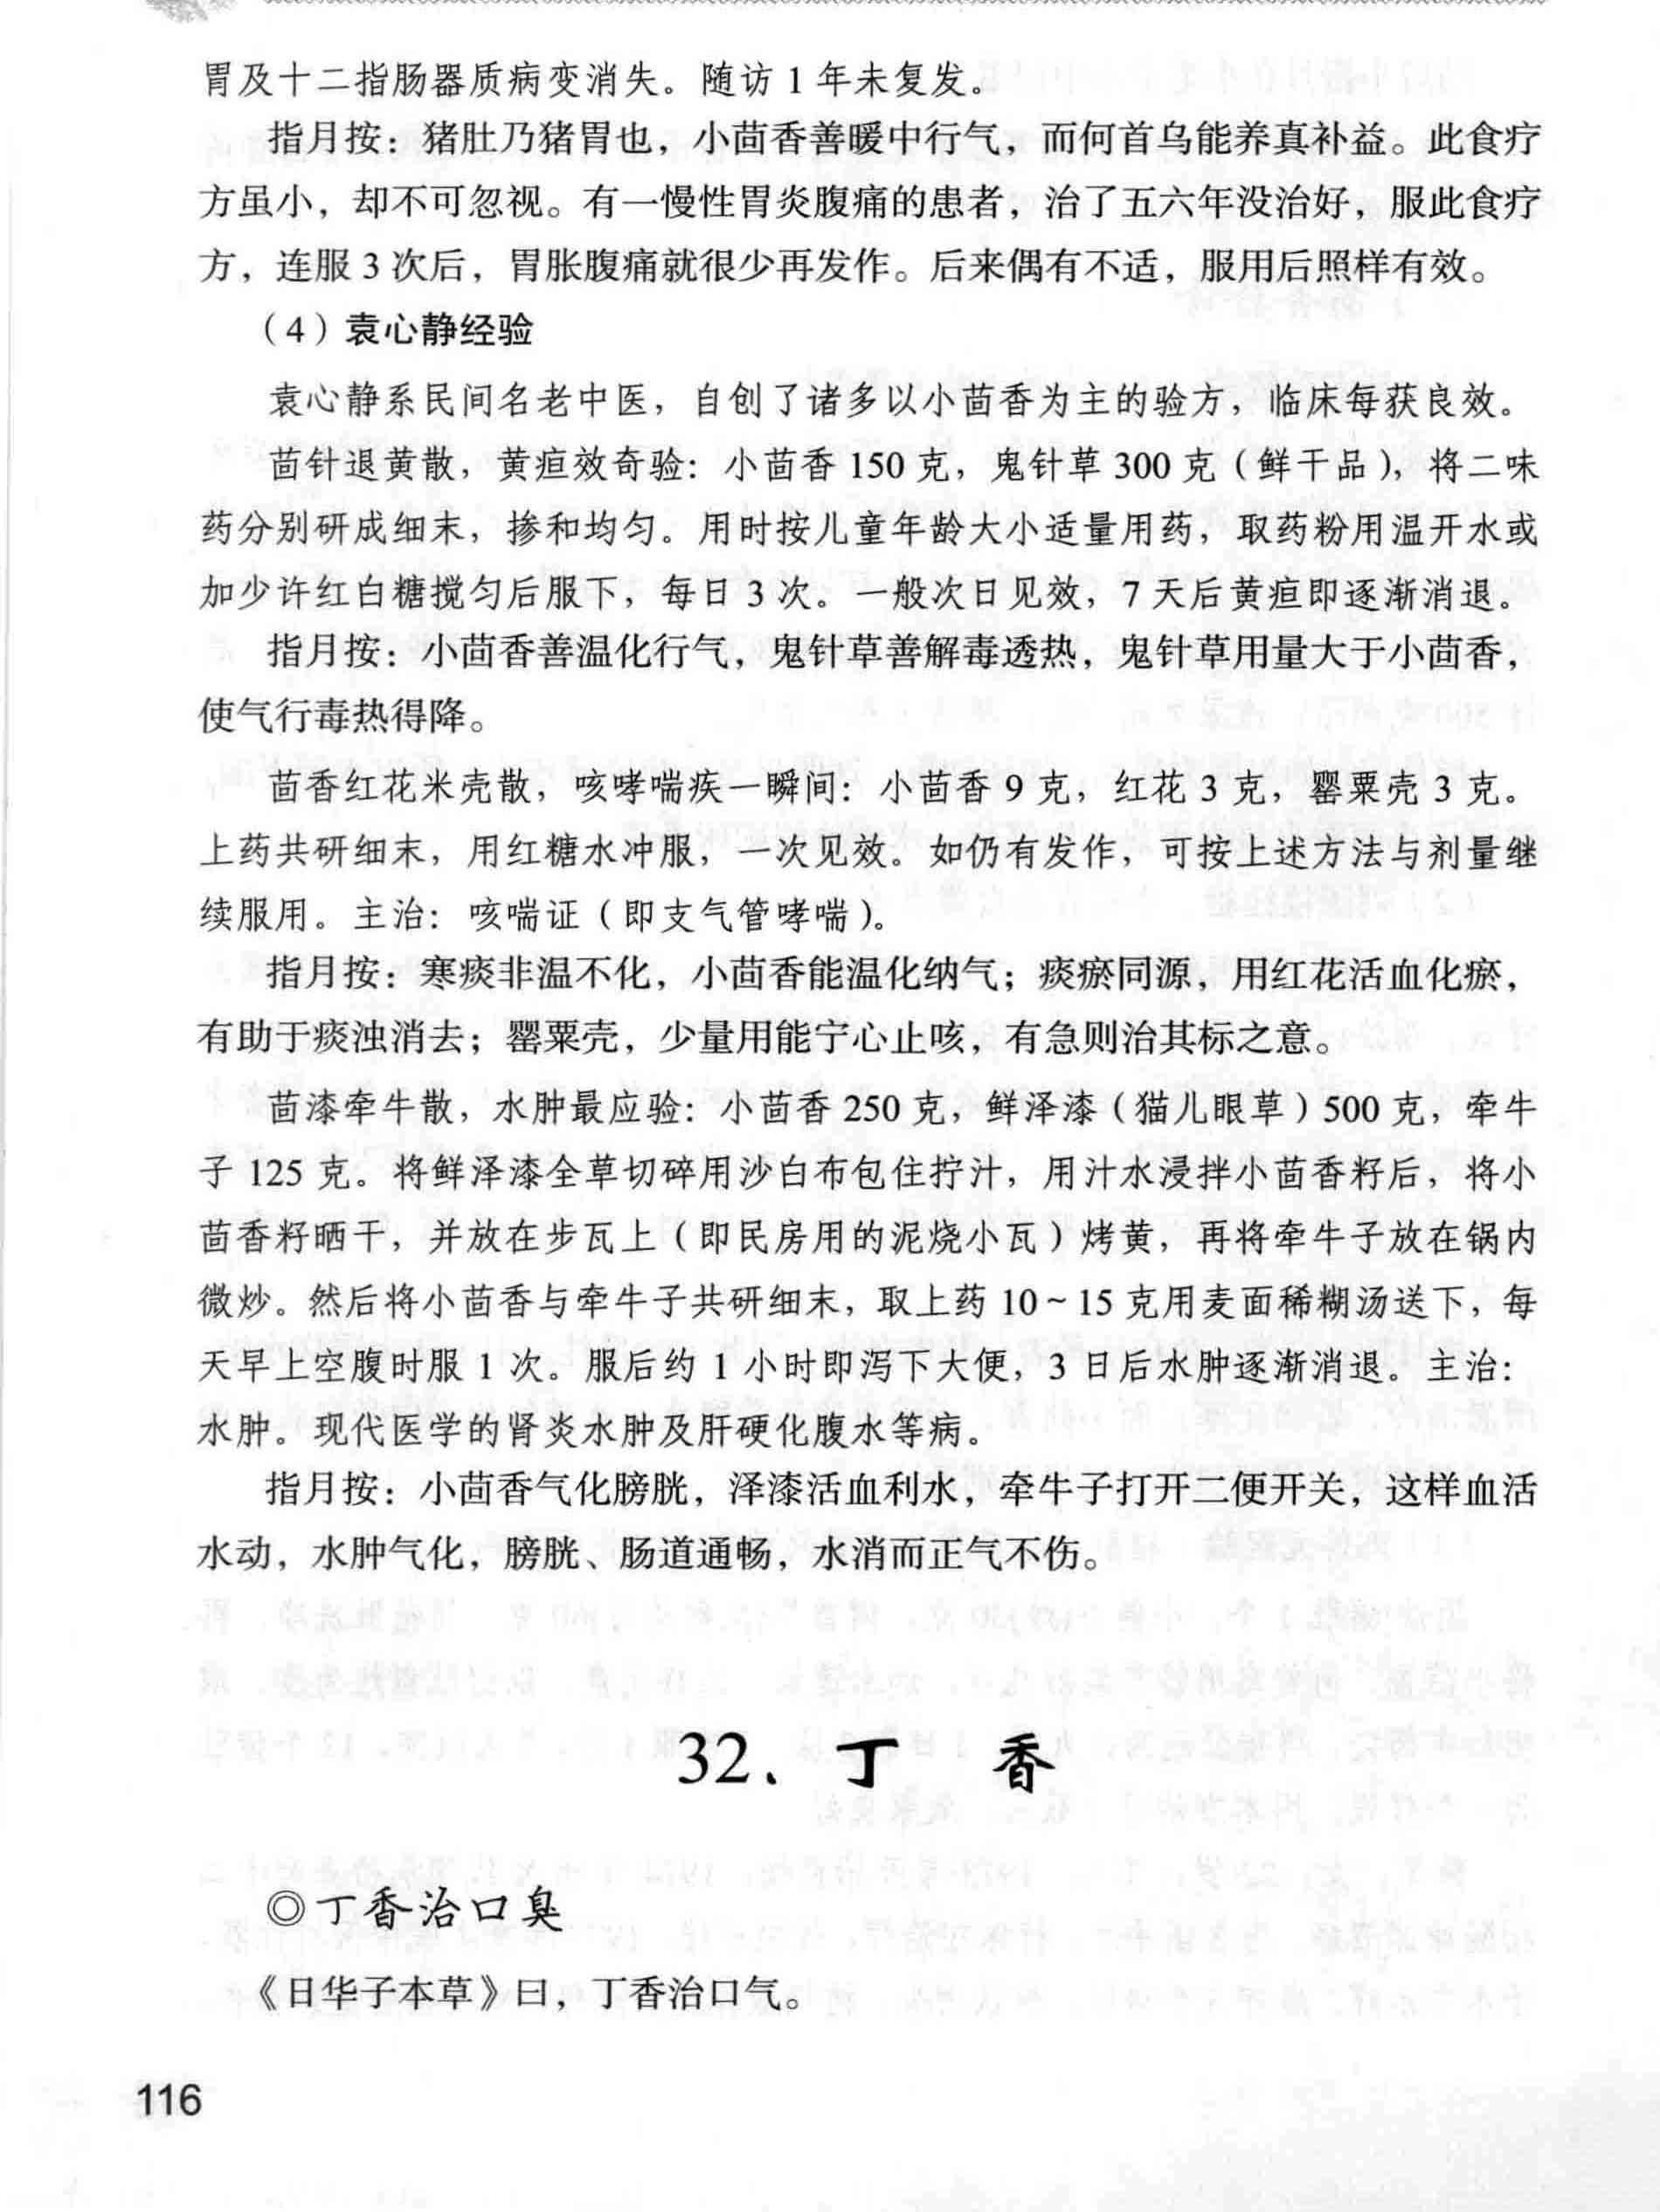 胃及十二指肠器质病变消失。随访1年未复发。
指月按：猪肚乃猪胃也，小茴香善暖中行气，而何首乌能养真补益。此食疗
方虽小，却不可忽视。有一慢性胃炎腹痛的患者，治了五六年没治好，服此食疗
方，连服3次后，胃胀腹痛就很少再发作。后来偶有不适，服用后照样有效。
（4）袁心静经验
袁心静系民间名老中医，自创了诸多以小茴香为主的验方，临床每获良效。
茴针退黄散，黄疸效奇验：小茴香150克，鬼针草300克（鲜干品），将二味
药分别研成细末，掺和均匀。用时按儿童年龄大小适量用药，取药粉用温开水或
加少许红白糖搅匀后服下，每日3次。一般次日见效，7天后黄疸即逐渐消退。
指月按：小茴香善温化行气，鬼针草善解毒透热，鬼针草用量大于小茴香，
使气行毒热得降。
茴香红花米壳散，咳哮喘疾一瞬间：小茴香9克，红花3克，罂粟壳3克。
上药共研细末，用红糖水冲服，一次见效。如仍有发作，可按上述方法与剂量继
续服用。主治：咳喘证（即支气管哮喘）。
指月按：寒痰非温不化，小茴香能温化纳气；痰瘀同源，用红花活血化瘀，
有助于痰浊消去；罂粟壳，少量用能宁心止咳，有急则治其标之意。
茴漆牵牛散，水肿最应验：小茴香250克，鲜泽漆（猫儿眼草）500克，牵牛
子125克。将鲜泽漆全草切碎用沙白布包住拧汁，用汁水浸拌小茴香籽后，将小
茴香籽晒干，并放在步瓦上（即民房用的泥烧小瓦）烤黄，再将牵牛子放在锅内
微炒。然后将小茴香与牵牛子共研细末，取上药10～15克用麦面稀糊汤送下，每
天早上空腹时服1次。服后约1小时即泻下大便，3日后水肿逐渐消退。主治：
水肿。现代医学的肾炎水肿及肝硬化腹水等病。
指月按：小茴香气化膀胱，泽漆活血利水，牵牛子打开二便开关，这样血活
水动，水肿气化，膀胱、肠道通畅，水消而正气不伤。
32、丁 香
◎丁香治口臭
《日华子本草》曰，丁香治口气。
116